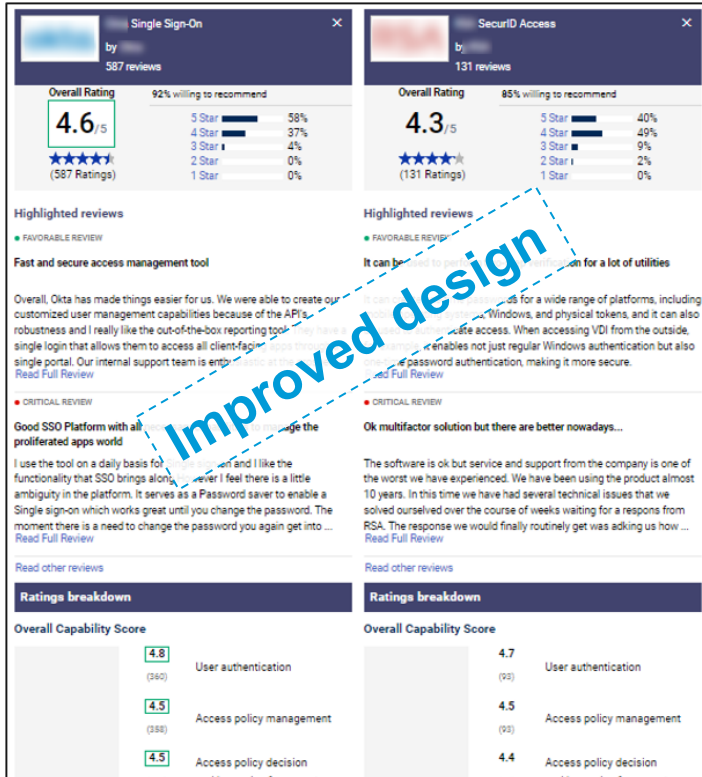 Single Sign-On ×
by
587 reviews
Overall Rating
92% willing to recommend
4.6/5
5 Star 58%
4 Star 37%
3 Star 4%
2 Star 0%
1 Star 0%
(587 Ratings)
Highlighted reviews
FAVORABLE REVIEW
Fast and secure access management tool
Overall, Okta has made things easier for us. We were able to create our
customized user management capabilities because of the API's
robustness and I really like the out-of-the-box reporting tool
single login that allows them to access all client-facing
single portal. Our internal support team is
Read Full Review
CRITICAL REVIEW
Good SSO Platform with all to manage the
proliferated apps world
I use the tool on a daily basis for and I like the
functionality that SSO brings along However I feel there is a little
ambiguity in the platform. It serves as a Password saver to enable a
Single sign-on which works great until you change the password. The
moment there is a need to change the password you again get into ...
Read Full Review
Read other reviews
Ratings breakdown
Overall Capability Score
4.8
(360)
User authentication
4.5
(358)
Access policy management
4.5
Access policy decision
SecurID Access ×
by
131 reviews
Overall Rating
85% willing to recommend
4.3/5
5 Star 40%
4 Star 49%
3 Star 9%
2 Star 2%
1 Star 0%
(131 Ratings)
Highlighted reviews
FAVORABLE REVIEW
It can be used to for a lot of utilities
for a wide range of platforms, including
Windows, and physical tokens, and it can also
access. When accessing VDI from the outside,
enables not just regular Windows authentication but also
password authentication, making it more secure.
Read Full Review
CRITICAL REVIEW
Ok multifactor solution but there are better nowadays...
The software is ok but service and support from the company is one of
the worst we have experienced. We have been using the product almost
10 years. In this time we have had several technical issues that we
solved ourselved over the course of weeks waiting for a respons from
RSA. The response we would finally routinely get was adking us how ...
Read Full Review
Read other reviews
Ratings breakdown
Overall Capability Score
4.7
(93)
User authentication
4.5
(93)
Access policy management
4.4
Access policy decision
Improved design